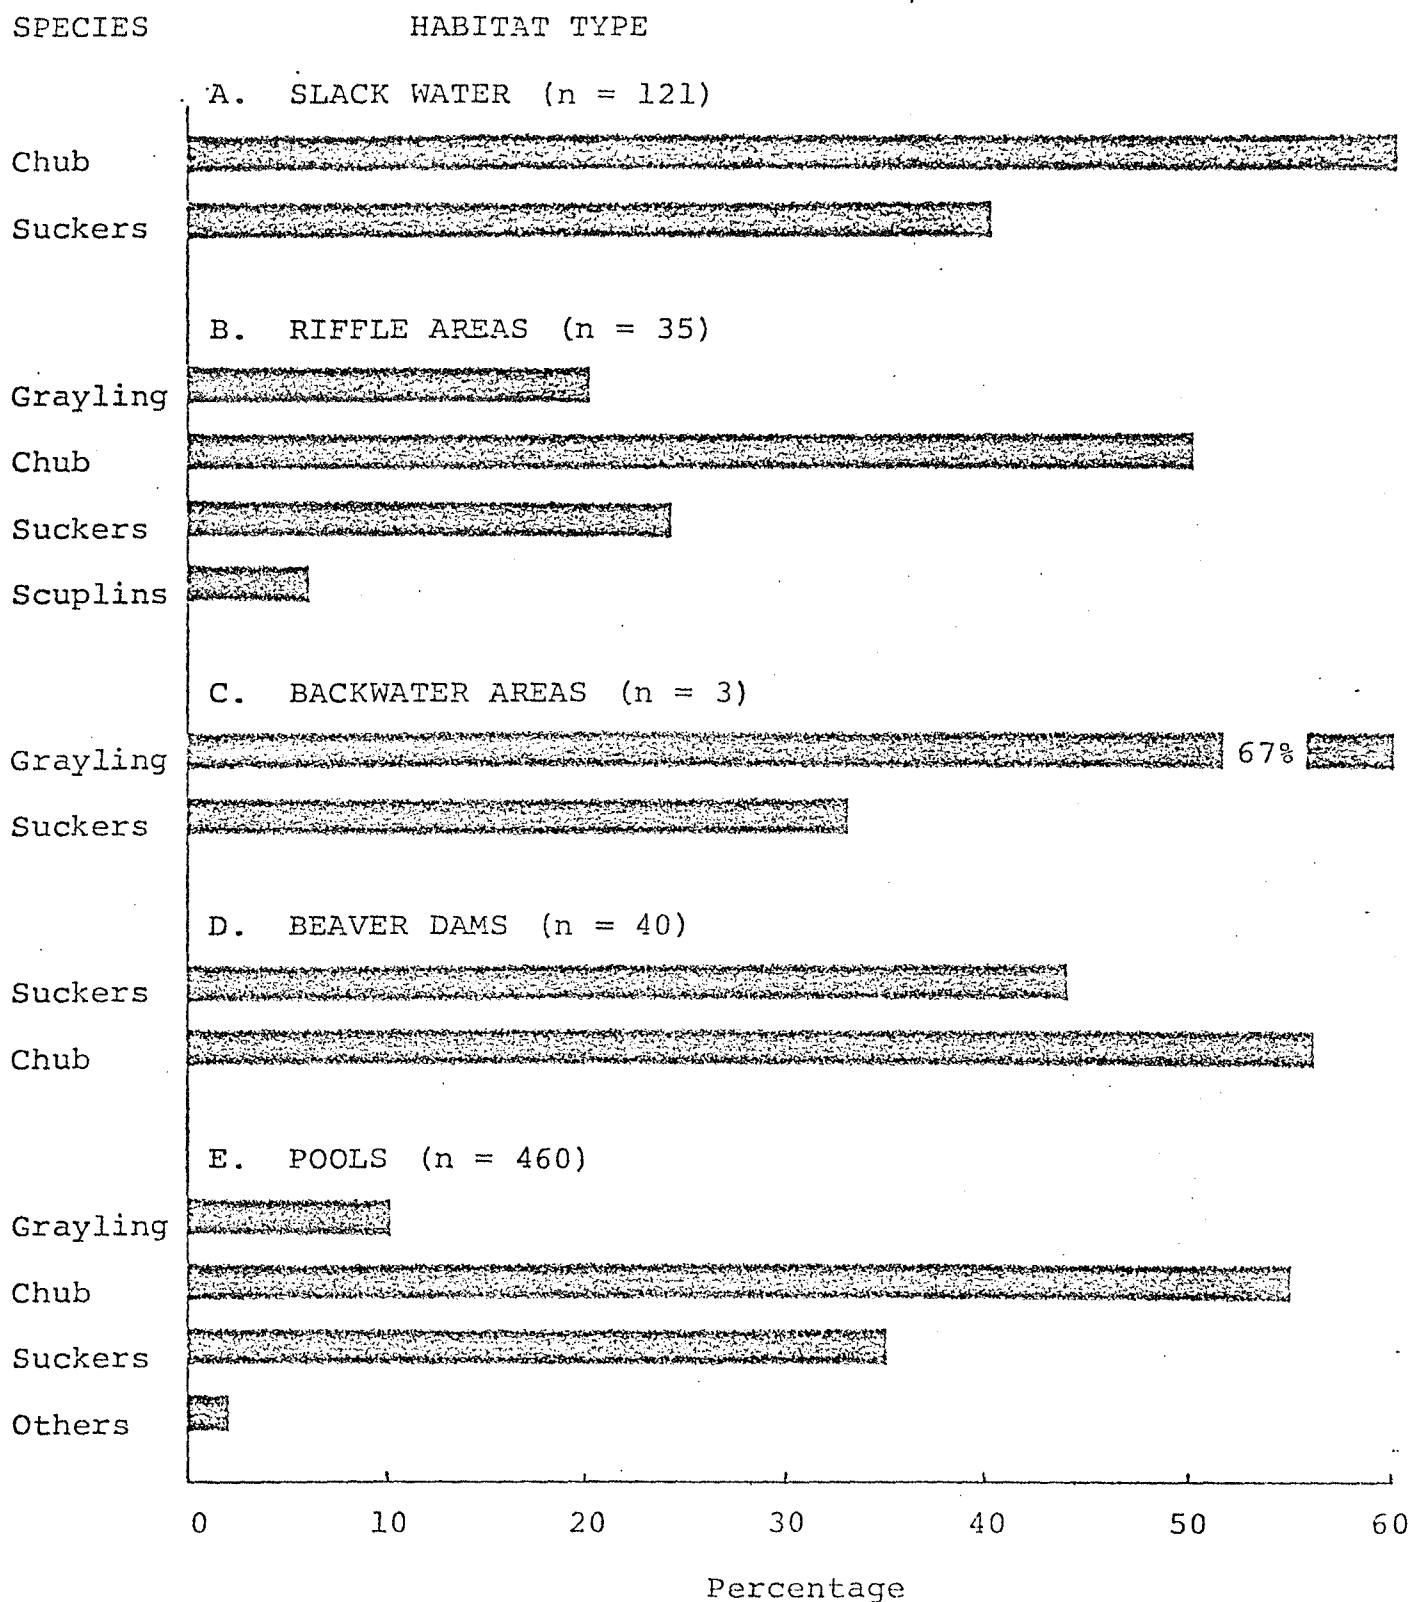 SPECIES HABITAT TYPE
A. SLACK WATER (n = 121)
Chub
Suckers
B. RIFFLE AREAS (n = 35)
Grayling
Chub
Suckers
Scuplins
C. BACKWATER AREAS (n = 3)
Grayling 67%
Suckers
D. BEAVER DAMS (n = 40)
Suckers
Chub
E. POOLS (n = 460)
Grayling
Chub
Suckers
Others
0 10 20 30 40 50 60
Percentage